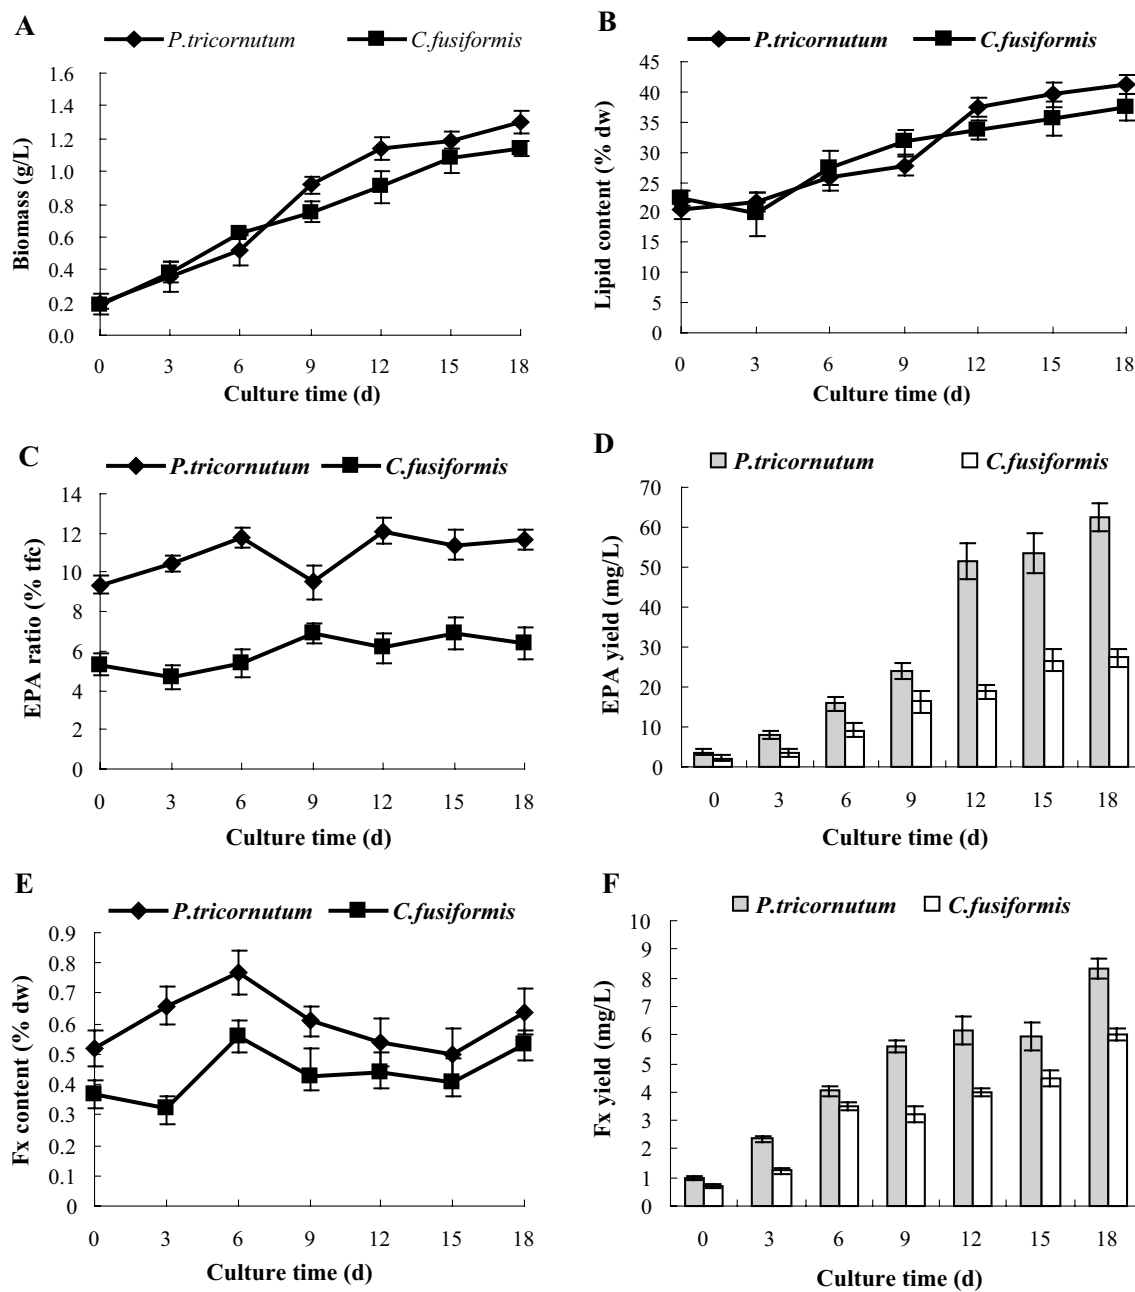 A
P.tricornutum C.fusiformis
1.6
1.4
1.2
1.0
0.8
0.6
0.4
0.2
0.0
Biomass (g/L)
0 3 6 9 12 15 18
Culture time (d)
B
P.tricornutum C.fusiformis
45
40
35
30
25
20
15
10
5
0
Lipid content (% dw)
0 3 6 9 12 15 18
Culture time (d)
C
P.tricornutum C.fusiformis
14
12
10
8
6
4
2
0
EPA ratio (% tfc)
0 3 6 9 12 15 18
Culture time (d)
D
P.tricornutum C.fusiformis
70
60
50
40
30
20
10
0
EPA yield (mg/L)
0 3 6 9 12 15 18
Culture time (d)
E
P.tricornutum C.fusiformis
0.9
0.8
0.7
0.6
0.5
0.4
0.3
0.2
0.1
0
Fx content (% dw)
0 3 6 9 12 15 18
Culture time (d)
F
P.tricornutum C.fusiformis
10
9
8
7
6
5
4
3
2
1
0
Fx yield (mg/L)
0 3 6 9 12 15 18
Culture time (d)